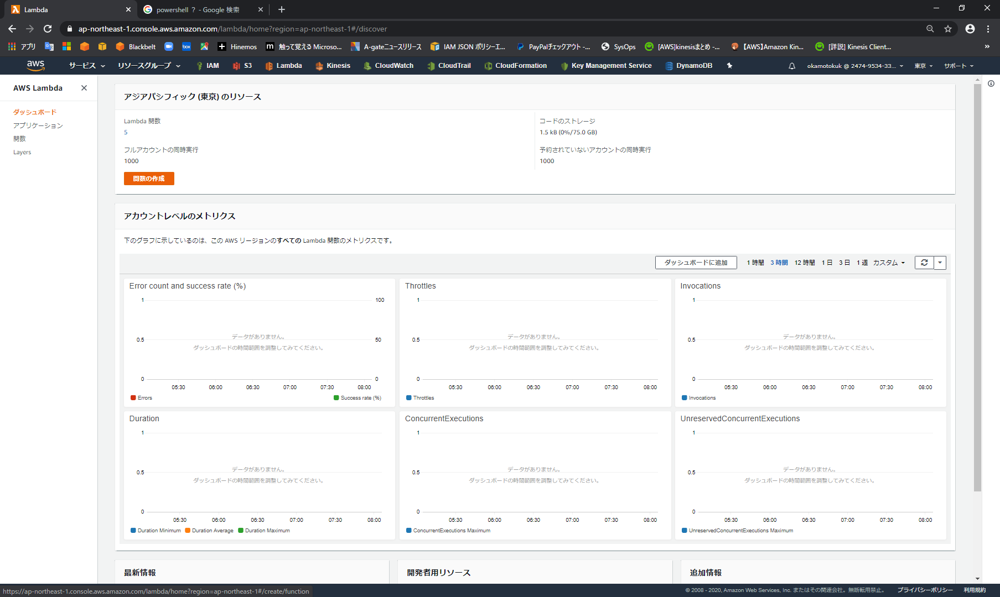 Lambda
powershell ? - Google 検索
ap-northeast-1.console.aws.amazon.com/lambda/home?region=ap-northeast-1#/discover
アプリ
Blackbelt
box
Hinemos
触って覚える Microso...
A-gateニュースリリース
IAM JSON ポリシーエ...
PayPalチェックアウト -...
SysOps
[AWS]kinesisまとめ -...
【AWS】Amazon Kin...
[詳説] Kinesis Client...
aws
サービス
リソースグループ
IAM
S3
Lambda
Kinesis
CloudWatch
CloudTrail
CloudFormation
Key Management Service
DynamoDB
okamotokuk @ 2474-9534-33...
東京
サポート
AWS Lambda
ダッシュボード
アプリケーション
関数
Layers
アジアパシフィック (東京) のリソース
Lambda 関数
5
コードのストレージ
1.5 kB (0%/75.0 GB)
フルアカウントの同時実行
1000
予約されていないアカウントの同時実行
1000
関数の作成
アカウントレベルのメトリクス
下のグラフに示しているのは、この AWS リージョンのすべての Lambda 関数のメトリクスです。
ダッシュボードに追加
1 時間 3 時間 12 時間 1 日 3 日 1 週 カスタム
Error count and success rate (%)
1
100
0.5
50
データがありません。
ダッシュボードの時間範囲を調整してみてください。
0
0
05:30 06:00 06:30 07:00 07:30 08:00
Errors
Success rate (%)
Throttles
1
0.5
データがありません。
ダッシュボードの時間範囲を調整してみてください。
0
05:30 06:00 06:30 07:00 07:30 08:00
Throttles
Invocations
1
0.5
データがありません。
ダッシュボードの時間範囲を調整してみてください。
0
05:30 06:00 06:30 07:00 07:30 08:00
Invocations
Duration
1
0.5
データがありません。
ダッシュボードの時間範囲を調整してみてください。
0
05:30 06:00 06:30 07:00 07:30 08:00
Duration Minimum Duration Average Duration Maximum
ConcurrentExecutions
1
0.5
データがありません。
ダッシュボードの時間範囲を調整してみてください。
0
05:30 06:00 06:30 07:00 07:30 08:00
ConcurrentExecutions Maximum
UnreservedConcurrentExecutions
1
0.5
データがありません。
ダッシュボードの時間範囲を調整してみてください。
0
05:30 06:00 06:30 07:00 07:30 08:00
UnreservedConcurrentExecutions Maximum
最新情報
開発者用リソース
追加情報
https://ap-northeast-1.console.aws.amazon.com/lambda/home?region=ap-northeast-1#/create/function
© 2008 - 2020, Amazon Web Services, Inc. またはその関連会社。無断転用禁止。
プライバシーポリシー
利用規約